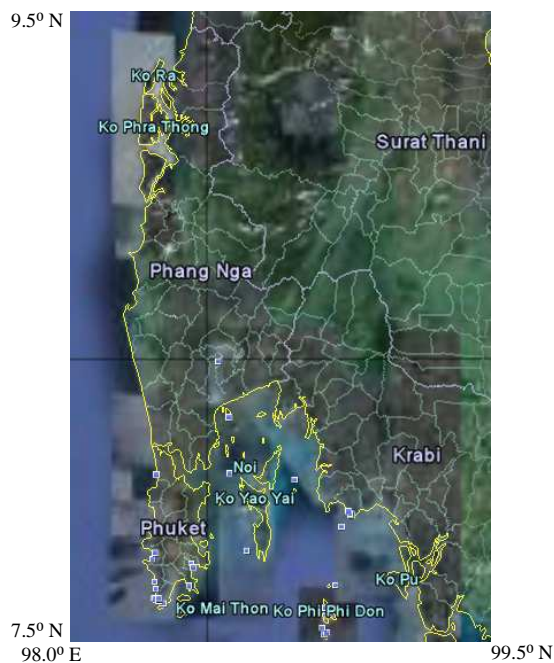 9.5⁰ N
Ko Ra
Ko Phra Thong
Surat Thani
Phang Nga
Krabi
Noi
Ko Yao Yai
Phuket
Ko Pu
Ko Mai Thon Ko Phi Phi Don
7.5⁰ N
98.0⁰ E
99.5⁰ N